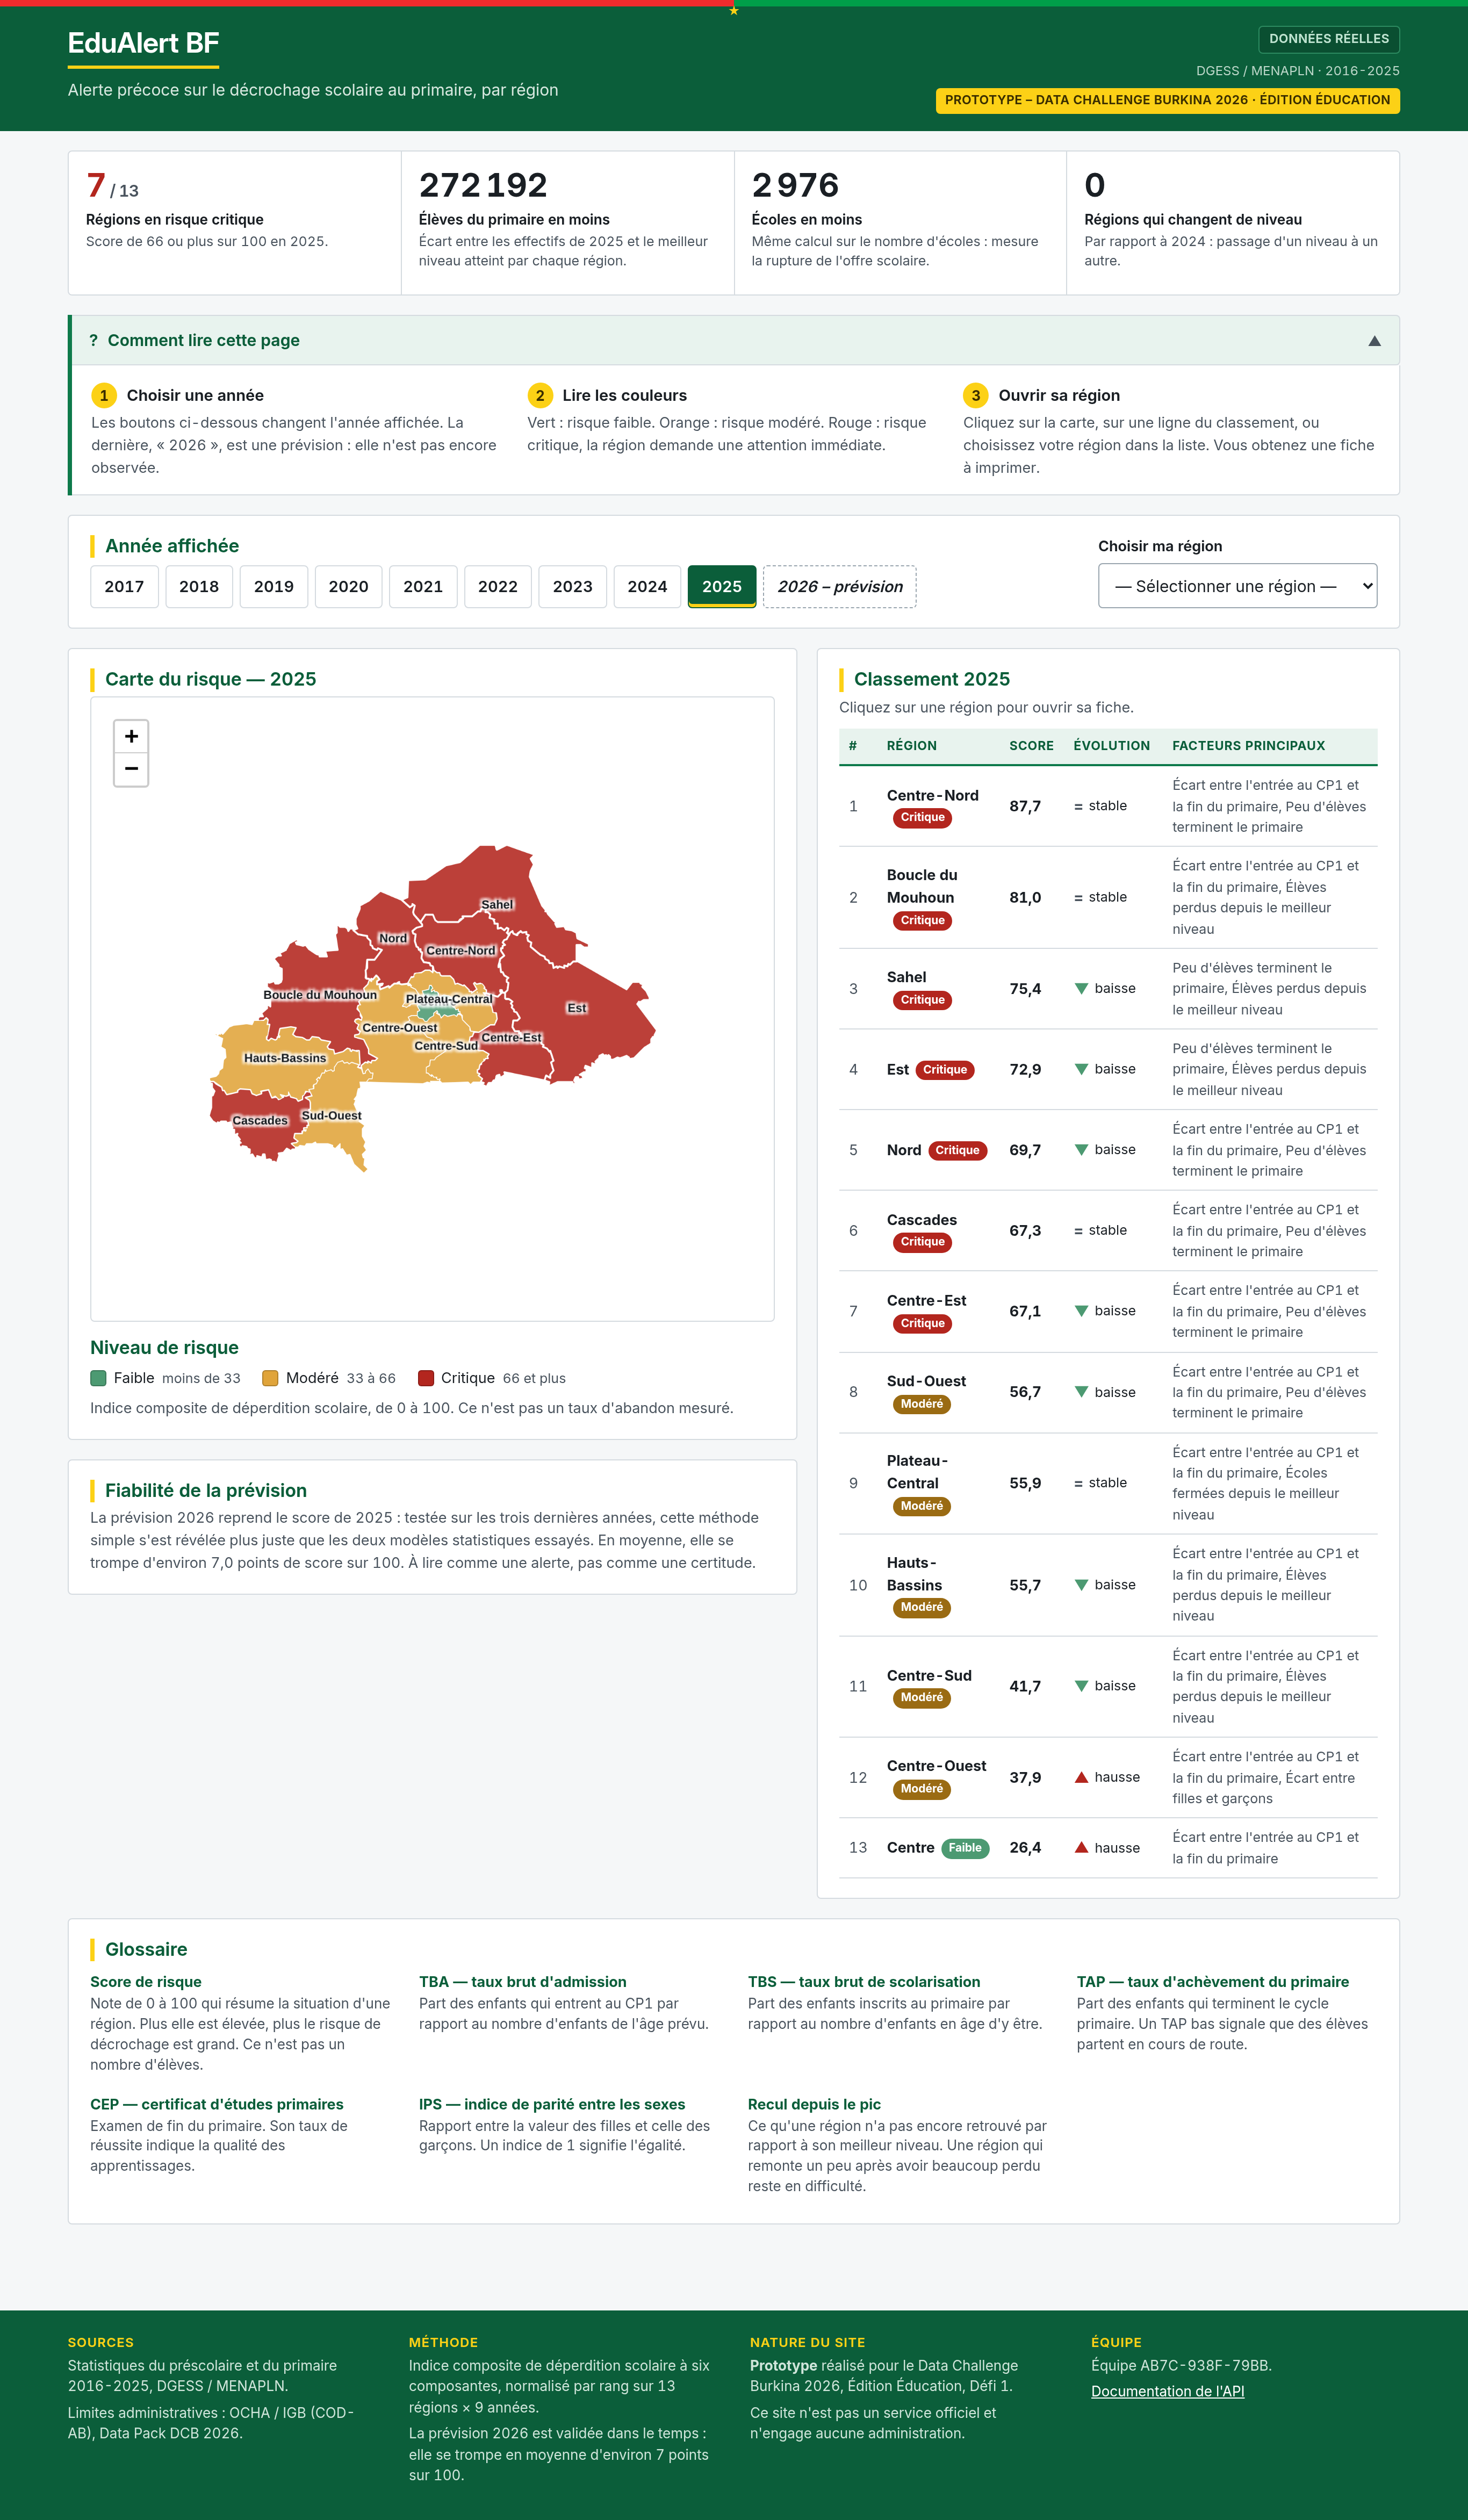 EduAlert BF
Alerte précoce sur le décrochage scolaire au primaire, par région
DONNÉES RÉELLES
DGESS / MENAPLN · 2016-2025
PROTOTYPE – DATA CHALLENGE BURKINA 2026 · ÉDITION ÉDUCATION
7 / 13
Régions en risque critique
Score de 66 ou plus sur 100 en 2025.
272 192
Élèves du primaire en moins
Écart entre les effectifs de 2025 et le meilleur
niveau atteint par chaque région.
2 976
Écoles en moins
Même calcul sur le nombre d'écoles : mesure
la rupture de l'offre scolaire.
0
Régions qui changent de niveau
Par rapport à 2024 : passage d'un niveau à un
autre.
? Comment lire cette page ▲
1 Choisir une année
Les boutons ci-dessous changent l'année affichée. La
dernière, « 2026 », est une prévision : elle n'est pas encore
observée.
2 Lire les couleurs
Vert : risque faible. Orange : risque modéré. Rouge : risque
critique, la région demande une attention immédiate.
3 Ouvrir sa région
Cliquez sur la carte, sur une ligne du classement, ou
choisissez votre région dans la liste. Vous obtenez une fiche
à imprimer.
Année affichée
2017 2018 2019 2020 2021 2022 2023 2024 2025 2026 – prévision
Choisir ma région
— Sélectionner une région —
Carte du risque — 2025
+
−
Sahel
Nord
Centre-Nord
Boucle du Mouhoun
Plateau-Central
Est
Centre-Ouest
Centre-Est
Centre-Sud
Hauts-Bassins
Sud-Ouest
Cascades
Niveau de risque
Faible moins de 33 Modéré 33 à 66 Critique 66 et plus
Indice composite de déperdition scolaire, de 0 à 100. Ce n'est pas un taux d'abandon mesuré.
Fiabilité de la prévision
La prévision 2026 reprend le score de 2025 : testée sur les trois dernières années, cette méthode
simple s'est révélée plus juste que les deux modèles statistiques essayés. En moyenne, elle se
trompe d'environ 7,0 points de score sur 100. À lire comme une alerte, pas comme une certitude.
Classement 2025
Cliquez sur une région pour ouvrir sa fiche.
# RÉGION SCORE ÉVOLUTION FACTEURS PRINCIPAUX
1 Centre-Nord Critique 87,7 = stable Écart entre l'entrée au CP1 et
la fin du primaire, Peu d'élèves
terminent le primaire
2 Boucle du Mouhoun Critique 81,0 = stable Écart entre l'entrée au CP1 et
la fin du primaire, Élèves
perdus depuis le meilleur
niveau
3 Sahel Critique 75,4 ▼ baisse Peu d'élèves terminent le
primaire, Élèves perdus depuis
le meilleur niveau
4 Est Critique 72,9 ▼ baisse Peu d'élèves terminent le
primaire, Élèves perdus depuis
le meilleur niveau
5 Nord Critique 69,7 ▼ baisse Écart entre l'entrée au CP1 et
la fin du primaire, Peu d'élèves
terminent le primaire
6 Cascades Critique 67,3 = stable Écart entre l'entrée au CP1 et
la fin du primaire, Peu d'élèves
terminent le primaire
7 Centre-Est Critique 67,1 ▼ baisse Écart entre l'entrée au CP1 et
la fin du primaire, Peu d'élèves
terminent le primaire
8 Sud-Ouest Modéré 56,7 ▼ baisse Écart entre l'entrée au CP1 et
la fin du primaire, Peu d'élèves
terminent le primaire
9 Plateau-Central Modéré 55,9 = stable Écart entre l'entrée au CP1 et
la fin du primaire, Écoles
fermées depuis le meilleur
niveau
10 Hauts-Bassins Modéré 55,7 ▼ baisse Écart entre l'entrée au CP1 et
la fin du primaire, Élèves
perdus depuis le meilleur
niveau
11 Centre-Sud Modéré 41,7 ▼ baisse Écart entre l'entrée au CP1 et
la fin du primaire, Élèves
perdus depuis le meilleur
niveau
12 Centre-Ouest Modéré 37,9 ▲ hausse Écart entre l'entrée au CP1 et
la fin du primaire, Écart entre
filles et garçons
13 Centre Faible 26,4 ▲ hausse Écart entre l'entrée au CP1 et
la fin du primaire
Glossaire
Score de risque
Note de 0 à 100 qui résume la situation d'une
région. Plus elle est élevée, plus le risque de
décrochage est grand. Ce n'est pas un
nombre d'élèves.
TBA — taux brut d'admission
Part des enfants qui entrent au CP1 par
rapport au nombre d'enfants de l'âge prévu.
TBS — taux brut de scolarisation
Part des enfants inscrits au primaire par
rapport au nombre d'enfants en âge d'y être.
TAP — taux d'achèvement du primaire
Part des enfants qui terminent le cycle
primaire. Un TAP bas signale que des élèves
partent en cours de route.
CEP — certificat d'études primaires
Examen de fin du primaire. Son taux de
réussite indique la qualité des
apprentissages.
IPS — indice de parité entre les sexes
Rapport entre la valeur des filles et celle des
garçons. Un indice de 1 signifie l'égalité.
Recul depuis le pic
Ce qu'une région n'a pas encore retrouvé par
rapport à son meilleur niveau. Une région qui
remonte un peu après avoir beaucoup perdu
reste en difficulté.
SOURCES
Statistiques du préscolaire et du primaire
2016-2025, DGESS / MENAPLN.
Limites administratives : OCHA / IGB (COD-
AB), Data Pack DCB 2026.
MÉTHODE
Indice composite de déperdition scolaire à six
composantes, normalisé par rang sur 13
régions × 9 années.
La prévision 2026 est validée dans le temps :
elle se trompe en moyenne d'environ 7 points
sur 100.
NATURE DU SITE
Prototype réalisé pour le Data Challenge
Burkina 2026, Édition Éducation, Défi 1.
Ce site n'est pas un service officiel et
n'engage aucune administration.
ÉQUIPE
Équipe AB7C-938F-79BB.
Documentation de l'API